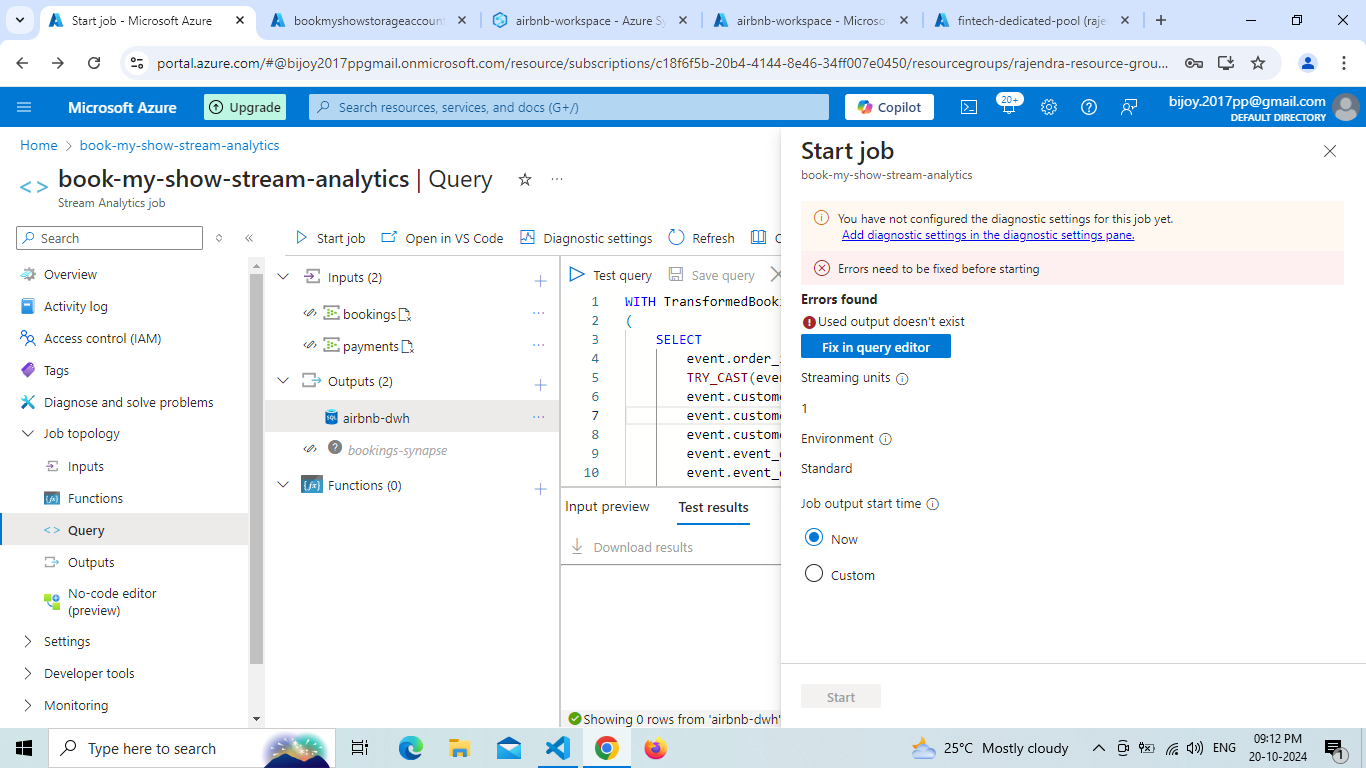 Start job - Microsoft Azure
bookmyshowstorageaccount
airbnb-workspace - Azure Sy
airbnb-workspace - Microso
fintech-dedicated-pool (raje
portal.azure.com/#@bijoy2017ppgmail.onmicrosoft.com/resource/subscriptions/c18f6f5b-20b4-4144-8e46-34ff007e0450/resourcegroups/rajendra-resource-grou...
Microsoft Azure
Upgrade
Search resources, services, and docs (G+/)
Copilot
20+
bijoy.2017pp@gmail.com
DEFAULT DIRECTORY
Home > book-my-show-stream-analytics
book-my-show-stream-analytics | Query
Stream Analytics job
Search
Overview
Activity log
Access control (IAM)
Tags
Diagnose and solve problems
Job topology
Inputs
Functions
Query
Outputs
No-code editor
(preview)
Settings
Developer tools
Monitoring
Start job
Open in VS Code
Diagnostic settings
Refresh
Inputs (2)
bookings
payments
Outputs (2)
airbnb-dwh
bookings-synapse
Functions (0)
Test query
Save query
1 WITH TransformedBook
2 (
3 SELECT
4 event.order_
5 TRY_CAST(eve
6 event.custome
7 event.custome
8 event.custome
9 event.event_
10 event.event_
Input preview
Test results
Download results
Showing 0 rows from 'airbnb-dwh'
Start job
book-my-show-stream-analytics
You have not configured the diagnostic settings for this job yet.
Add diagnostic settings in the diagnostic settings pane.
Errors need to be fixed before starting
Errors found
Used output doesn't exist
Fix in query editor
Streaming units
1
Environment
Standard
Job output start time
Now
Custom
Start
Type here to search
25°C Mostly cloudy
ENG
09:12 PM
20-10-2024
1